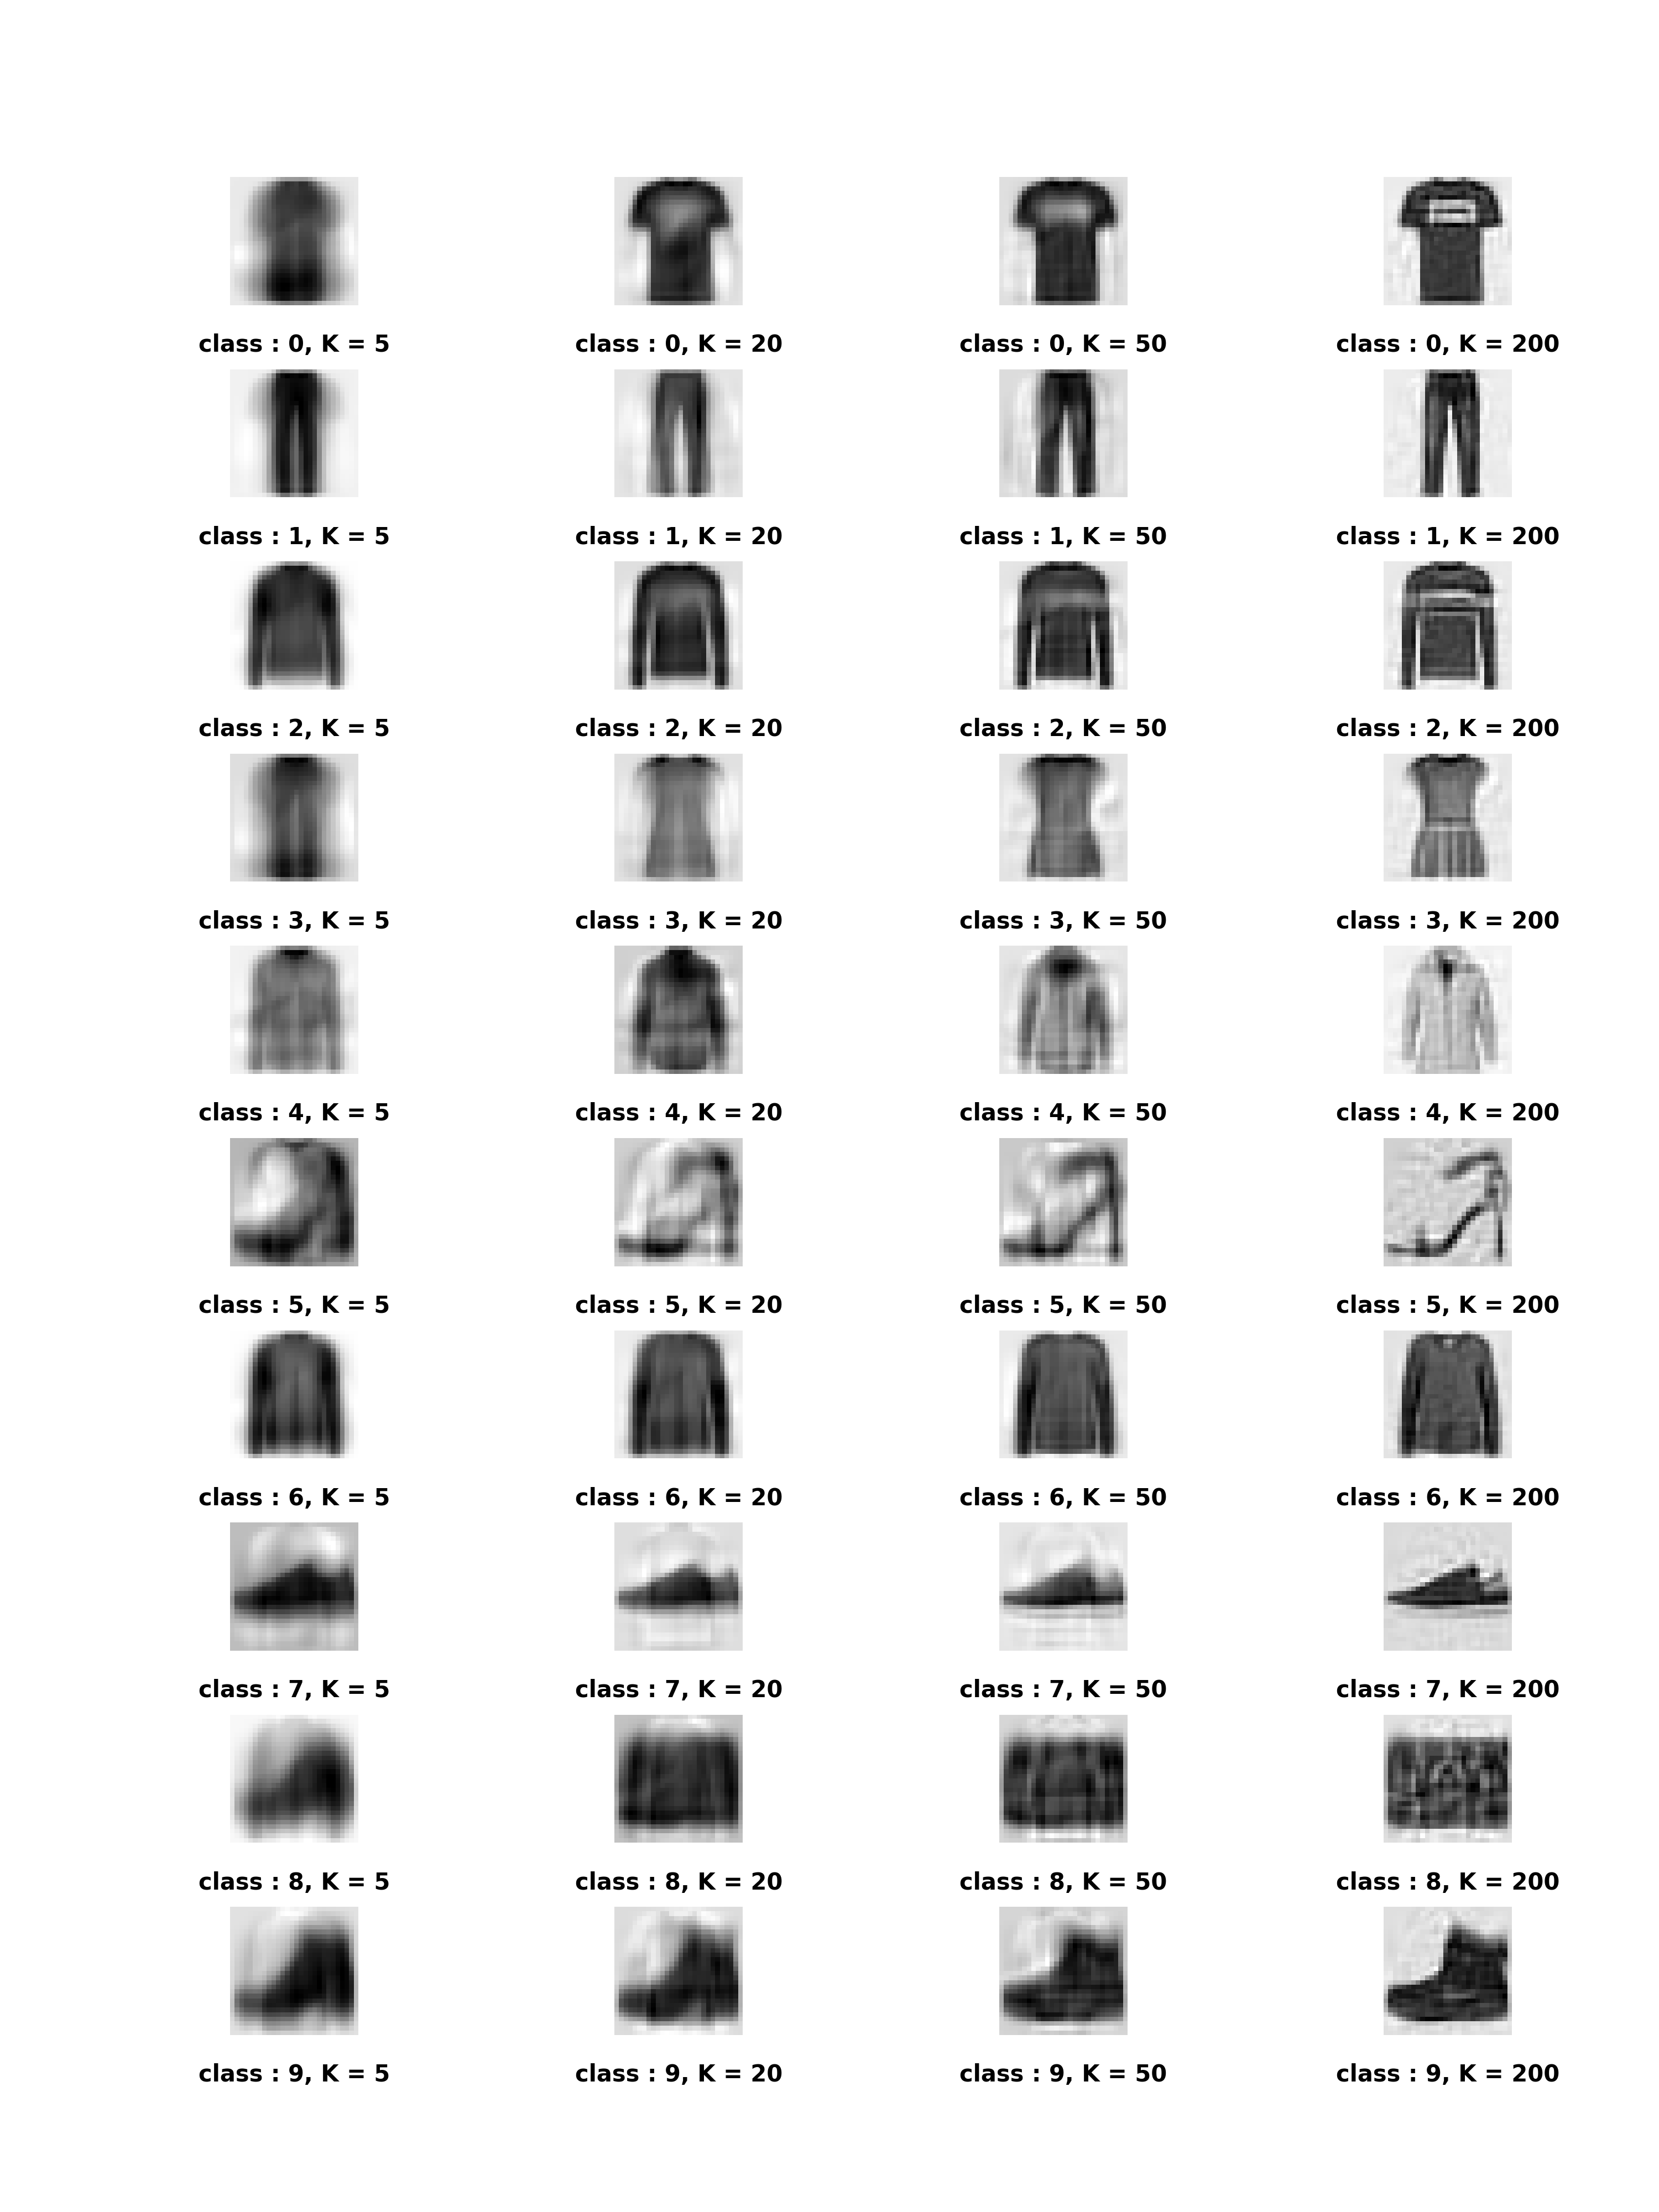 class : 0, K = 5 class : 0, K = 20 class : 0, K = 50 class : 0, K = 200
class : 1, K = 5 class : 1, K = 20 class : 1, K = 50 class : 1, K = 200
class : 2, K = 5 class : 2, K = 20 class : 2, K = 50 class : 2, K = 200
class : 3, K = 5 class : 3, K = 20 class : 3, K = 50 class : 3, K = 200
class : 4, K = 5 class : 4, K = 20 class : 4, K = 50 class : 4, K = 200
class : 5, K = 5 class : 5, K = 20 class : 5, K = 50 class : 5, K = 200
class : 6, K = 5 class : 6, K = 20 class : 6, K = 50 class : 6, K = 200
class : 7, K = 5 class : 7, K = 20 class : 7, K = 50 class : 7, K = 200
class : 8, K = 5 class : 8, K = 20 class : 8, K = 50 class : 8, K = 200
class : 9, K = 5 class : 9, K = 20 class : 9, K = 50 class : 9, K = 200